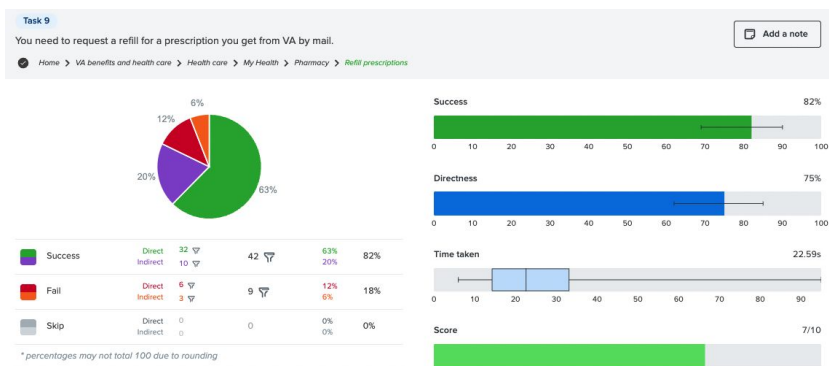 Task 9
You need to request a refill for a prescription you get from VA by mail.
Home > VA benefits and health care > Health care > My Health > Pharmacy > Refill prescriptions
Add a note
6%
12%
20%
63%
Success Direct 32 42 63% 82%
Indirect 10 20%
Fail Direct 6 9 12% 18%
Indirect 3 6%
Skip Direct 0 0 0% 0%
Indirect 0 0%
* percentages may not total 100 due to rounding
Success 82%
0 10 20 30 40 50 60 70 80 90 100
Directness 75%
0 10 20 30 40 50 60 70 80 90 100
Time taken 22.59s
0 10 20 30 40 50 60 70 80 90
Score 7/10